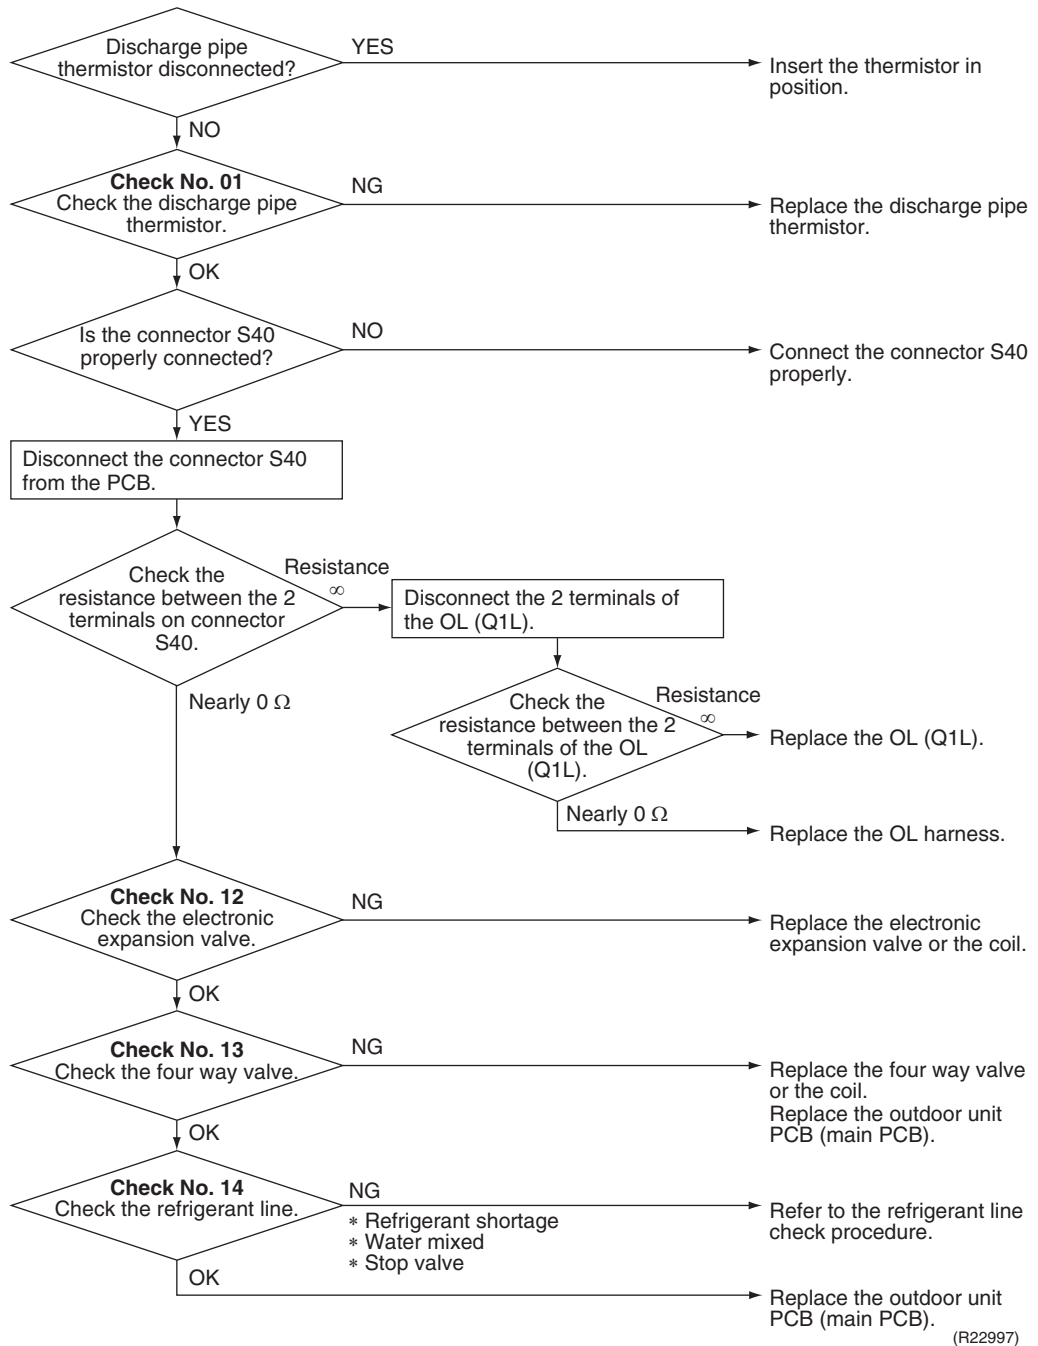 Discharge pipe
thermistor disconnected?
YES
Insert the thermistor in
position.
NO
Check No. 01
Check the discharge pipe
thermistor.
NG
Replace the discharge pipe
thermistor.
OK
Is the connector S40
properly connected?
NO
Connect the connector S40
properly.
YES
Disconnect the connector S40
from the PCB.
Check the
resistance between the 2
terminals on connector
S40.
Resistance
∞
Disconnect the 2 terminals of
the OL (Q1L).
Nearly 0 Ω
Check the
resistance between the 2
terminals of the OL
(Q1L).
Resistance
∞
Replace the OL (Q1L).
Nearly 0 Ω
Replace the OL harness.
Check No. 12
Check the electronic
expansion valve.
NG
Replace the electronic
expansion valve or the coil.
OK
Check No. 13
Check the four way valve.
NG
Replace the four way valve
or the coil.
Replace the outdoor unit
PCB (main PCB).
OK
Check No. 14
Check the refrigerant line.
NG
∗ Refrigerant shortage
∗ Water mixed
∗ Stop valve
Refer to the refrigerant line
check procedure.
OK
Replace the outdoor unit
PCB (main PCB).
(R22997)